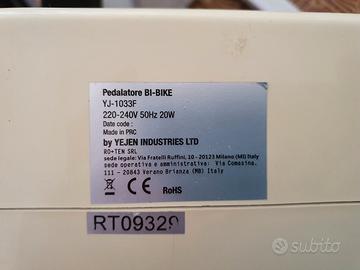 Pedalatore BI-BIKE
YJ-1033F
220-240V 50Hz 20W
Date code :
Made in PRC
by YEJEN INDUSTRIES LTD
RO+TEN SRL
sede legale: Via Fratelli Ruffini, 10 - 20123 Milano (MI) Italy
sede operativa e amministrativa: Via Comasina,
111 - 20843 Verano Brianza (MB) Italy
CE RoHS
RT09329
subito